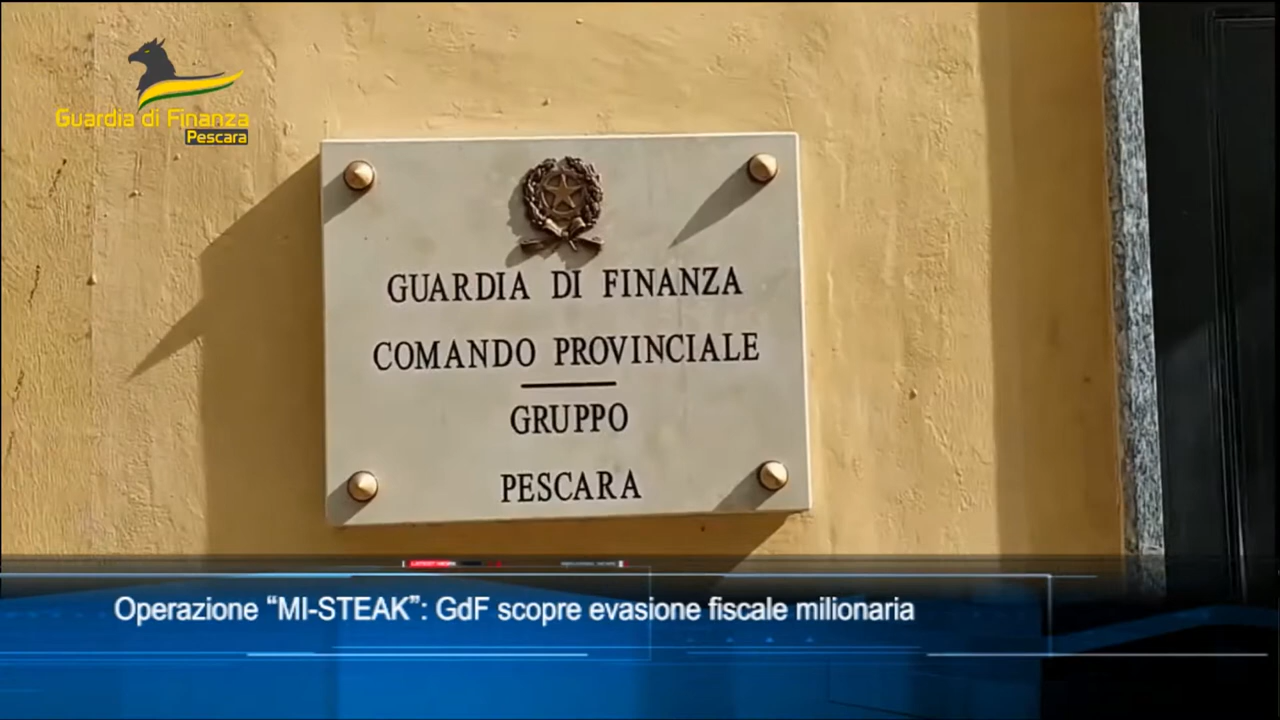 Guardia di Finanza
Pescara
GUARDIA DI FINANZA
COMANDO PROVINCIALE
GRUPPO
PESCARA
Operazione “MI-STEAK”: GdF scopre evasione fiscale milionaria